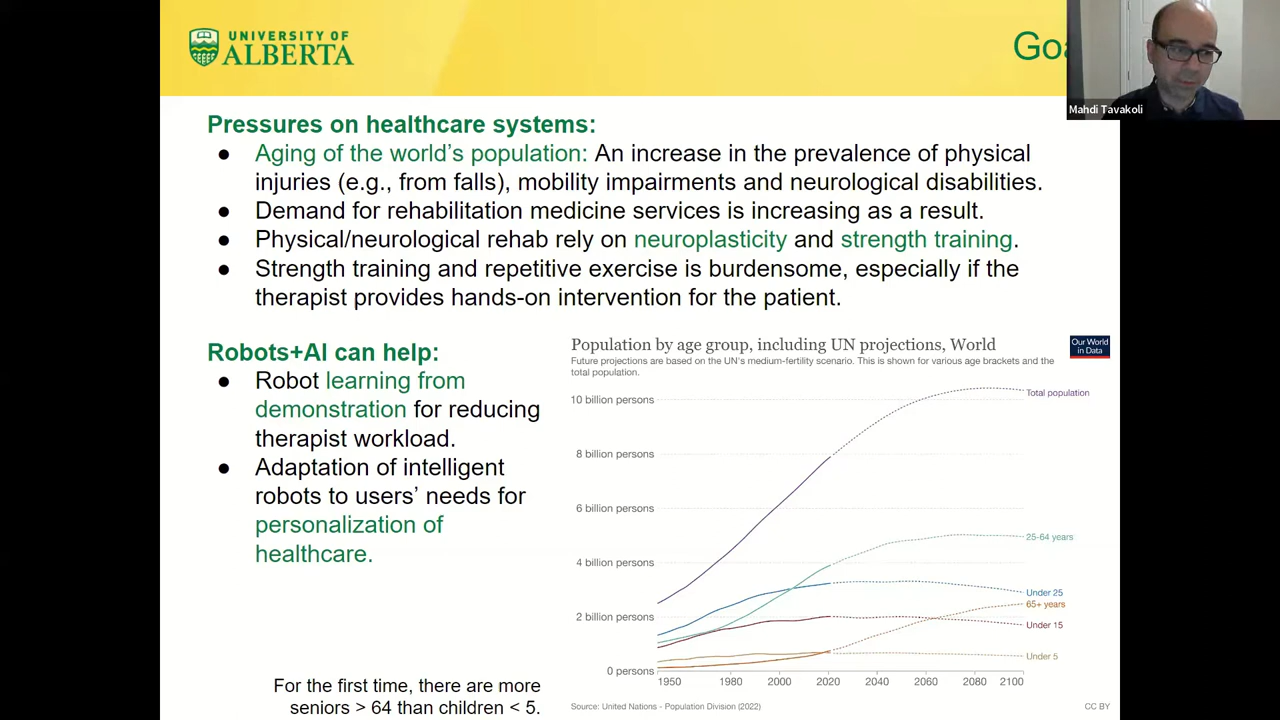 UNIVERSITY OF
ALBERTA
Mahdi Tavakoli
Pressures on healthcare systems:
● Aging of the world's population: An increase in the prevalence of physical
injuries (e.g., from falls), mobility impairments and neurological disabilities.
● Demand for rehabilitation medicine services is increasing as a result.
● Physical/neurological rehab rely on neuroplasticity and strength training.
● Strength training and repetitive exercise is burdensome, especially if the
therapist provides hands-on intervention for the patient.
Robots+AI can help:
● Robot learning from
demonstration for reducing
therapist workload.
● Adaptation of intelligent
robots to users' needs for
personalization of
healthcare.
For the first time, there are more
seniors > 64 than children < 5.
Population by age group, including UN projections, World
Future projections are based on the UN's medium-fertility scenario. This is shown for various age brackets and the
total population.
Our World
in Data
10 billion persons
8 billion persons
6 billion persons
4 billion persons
2 billion persons
0 persons
Total population
25-64 years
Under 25
65+ years
Under 15
Under 5
1950 1980 2000 2020 2040 2060 2080 2100
Source: United Nations - Population Division (2022) CC BY